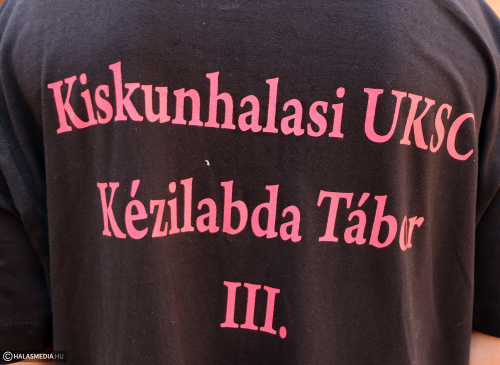 Kiskunhalasi UKSC
Kézilabda Tábor
III.
©HALASMEDIA.HU